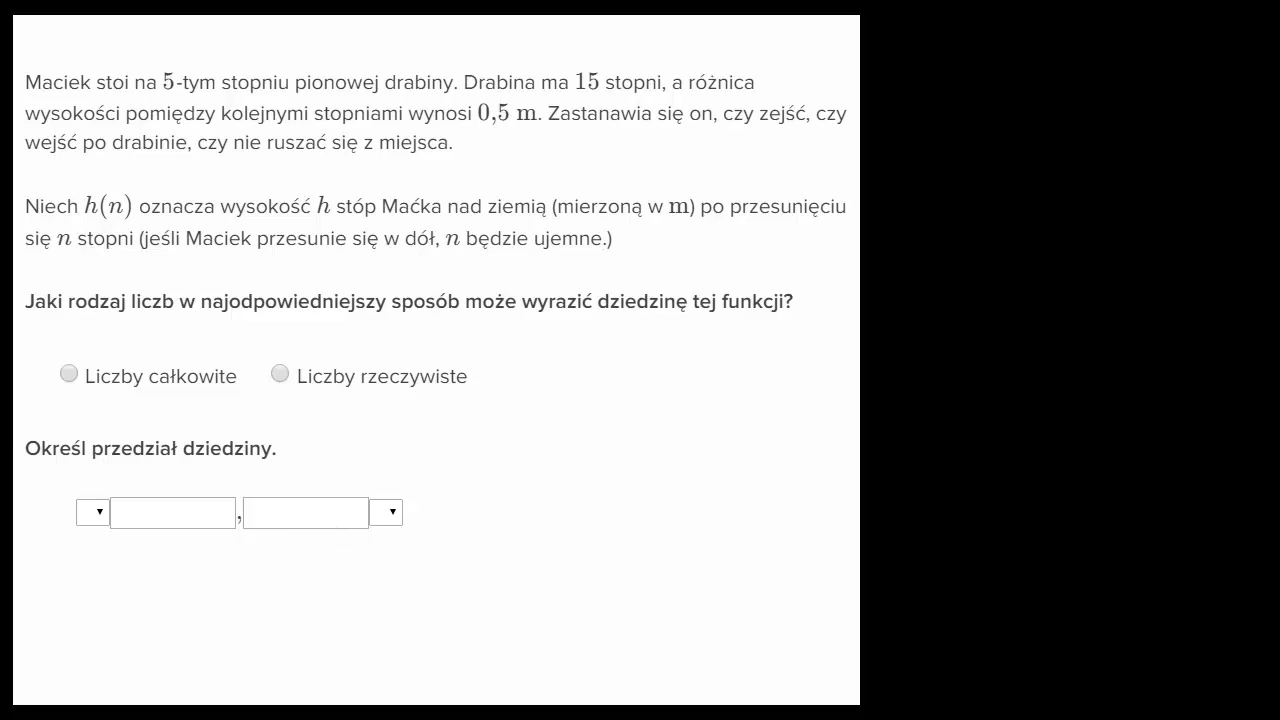 Maciek stoi na 5-tym stopniu pionowej drabiny. Drabina ma 15 stopni, a różnica
wysokości pomiędzy kolejnymi stopniami wynosi 0,5 m. Zastanawia się on, czy zejść, czy
wejść po drabinie, czy nie ruszać się z miejsca.
Niech h(n) oznacza wysokość h stóp Maćka nad ziemią (mierzoną w m) po przesunięciu
się n stopni (jeśli Maciek przesunie się w dół, n będzie ujemne.)
Jaki rodzaj liczb w najodpowiedniejszy sposób może wyrazić dziedzinę tej funkcji?
Liczby całkowite Liczby rzeczywiste
Określ przedział dziedziny.
,